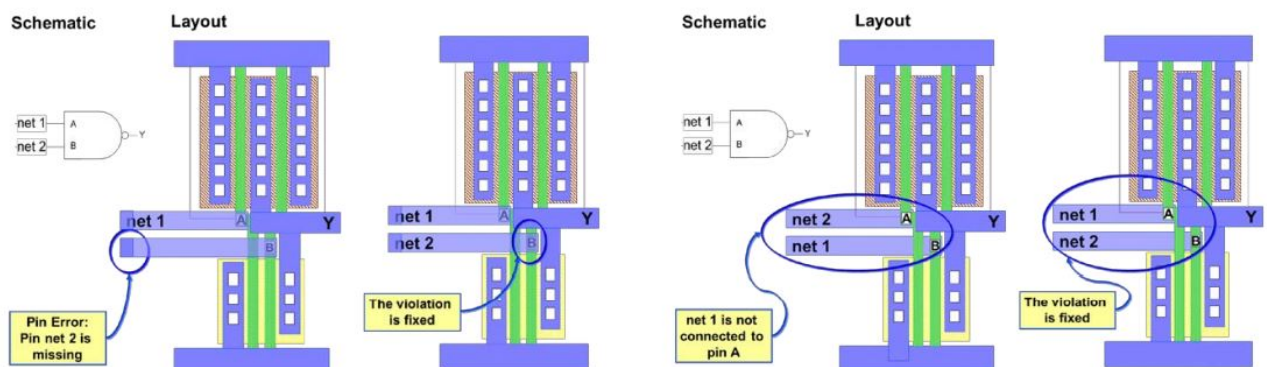 Schematic
Layout
net 1
net 2
A
B
Y
net 1
A
Y
B
Pin Error:
Pin net 2 is
missing
net 1
A
Y
net 2
B
The violation
is fixed
Schematic
Layout
net 1
net 2
A
B
Y
net 2
A
Y
net 1
B
net 1 is not
connected to
pin A
net 1
A
Y
net 2
B
The violation
is fixed